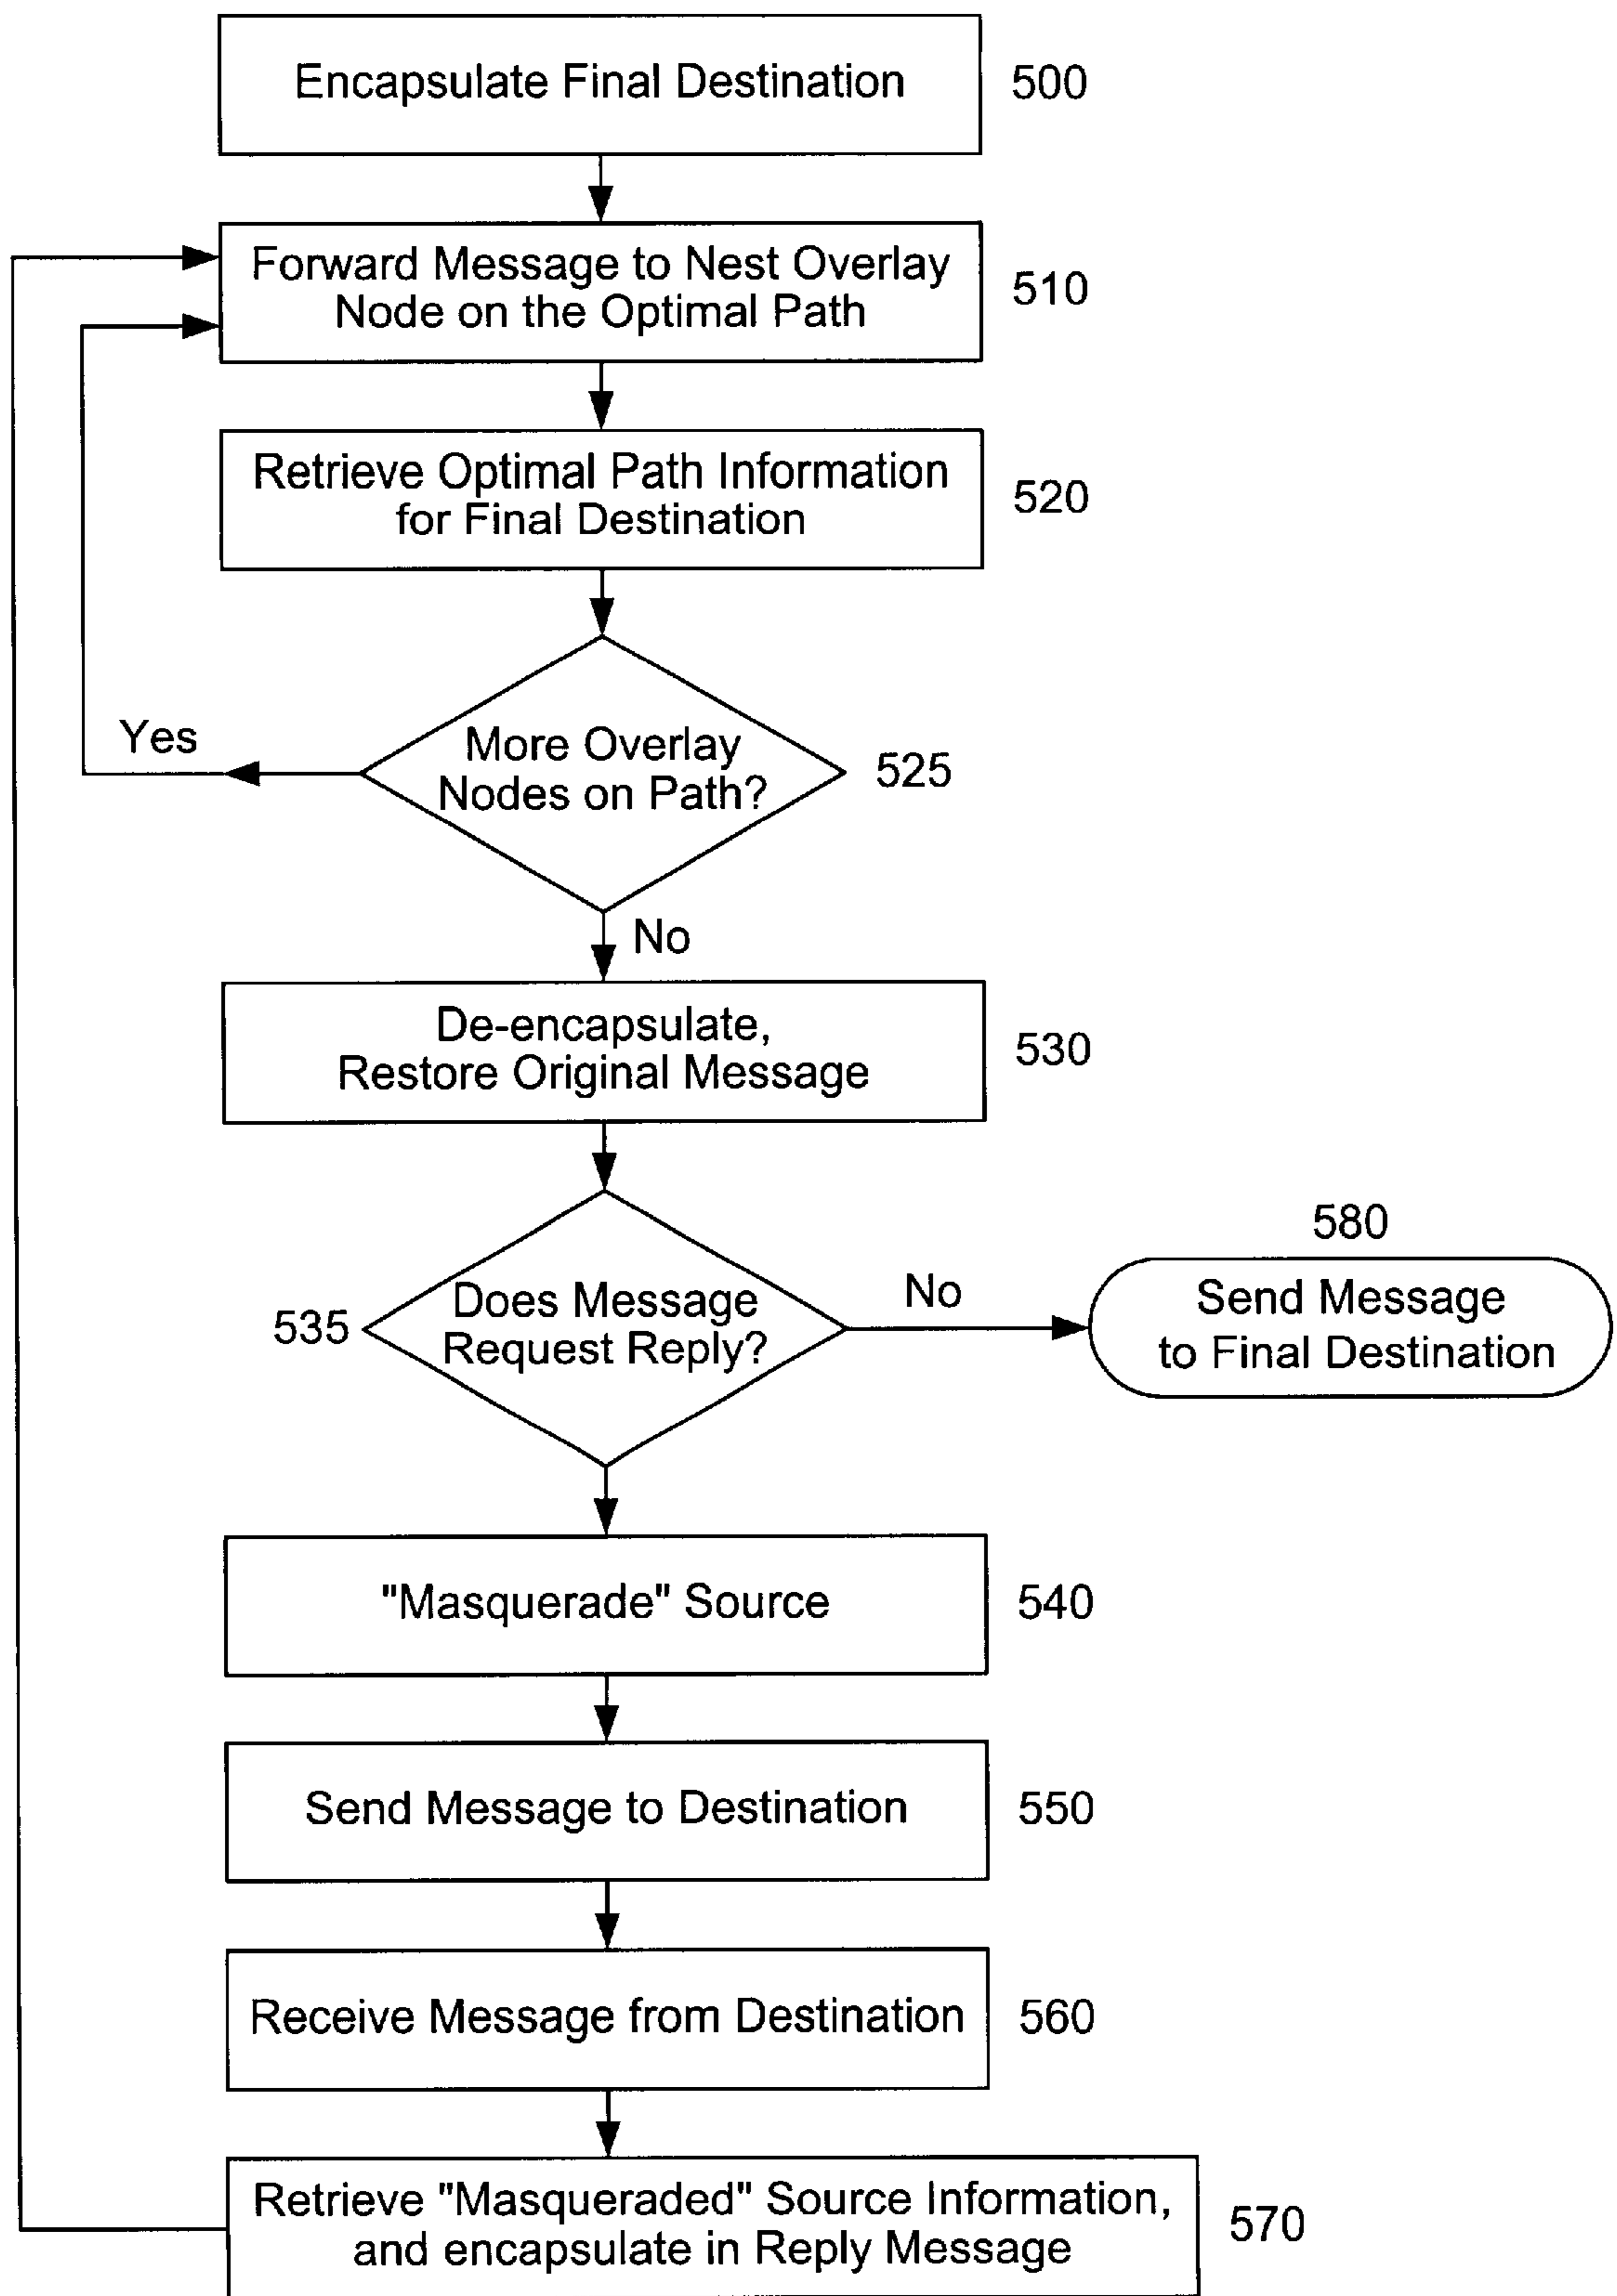 Encapsulate Final Destination
500
Forward Message to Nest Overlay
Node on the Optimal Path
510
Retrieve Optimal Path Information
for Final Destination
520
Yes
More Overlay
Nodes on Path?
525
No
De-encapsulate,
Restore Original Message
530
535
Does Message
Request Reply?
No
580
Send Message
to Final Destination
"Masquerade" Source
540
Send Message to Destination
550
Receive Message from Destination
560
Retrieve "Masqueraded" Source Information,
and encapsulate in Reply Message
570